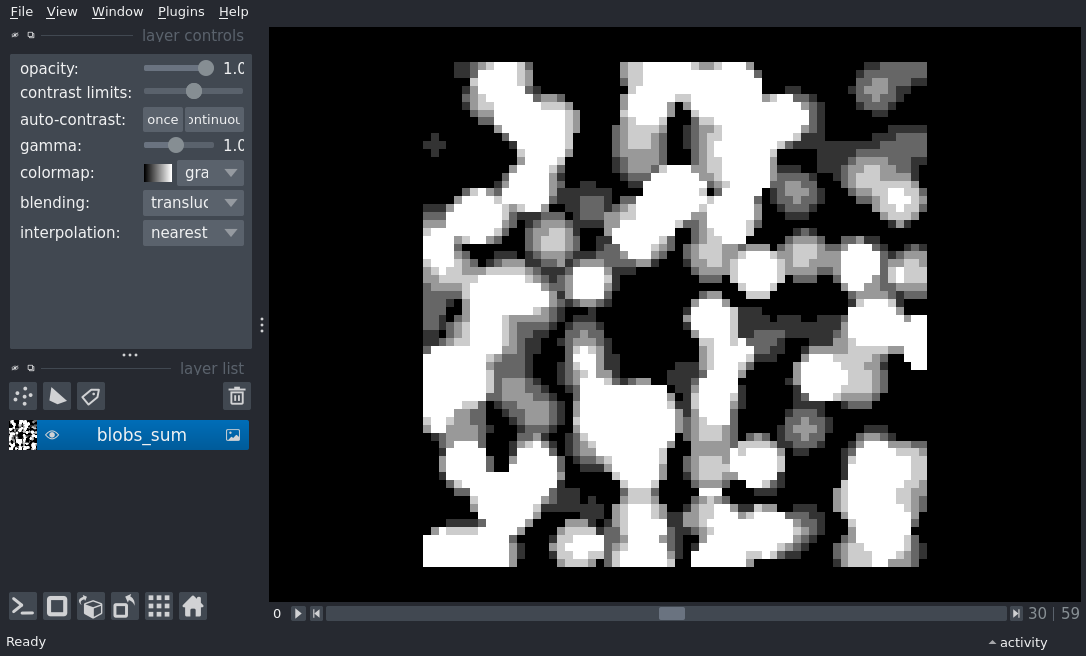 File View Window Plugins Help
layer controls
opacity: 1.0
contrast limits:
auto-contrast: once ontinuou
gamma: 1.0
colormap: gra
blending: transluc
interpolation: nearest
layer list
blobs_sum
0 30 | 59
Ready activity